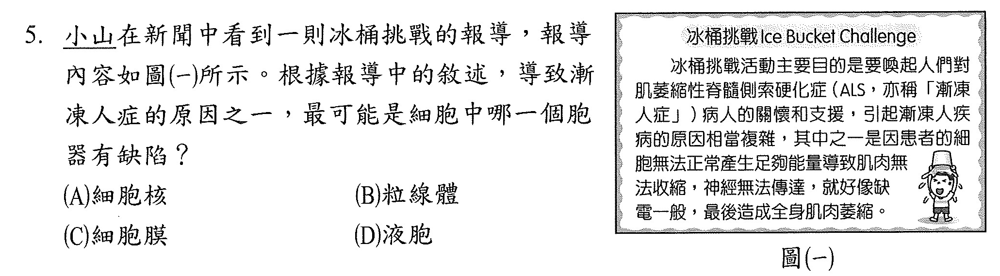 5. 小山在新聞中看到一則冰桶挑戰的報導，報導
內容如圖(一)所示。根據報導中的敘述，導致漸
凍人症的原因之一，最可能是細胞中哪一個胞
器有缺陷？
(A)細胞核 (B)粒線體
(C)細胞膜 (D)液胞
冰桶挑戰Ice Bucket Challenge
冰桶挑戰活動主要目的是要喚起人們對
肌萎縮性脊髓側索硬化症（ALS，亦稱「漸凍
人症」）病人的關懷和支援，引起漸凍人疾
病的原因相當複雜，其中之一是因患者的細
胞無法正常產生足夠能量導致肌肉無
法收縮，神經無法傳達，就好像缺
電一般，最後造成全身肌肉萎縮。
圖(一)